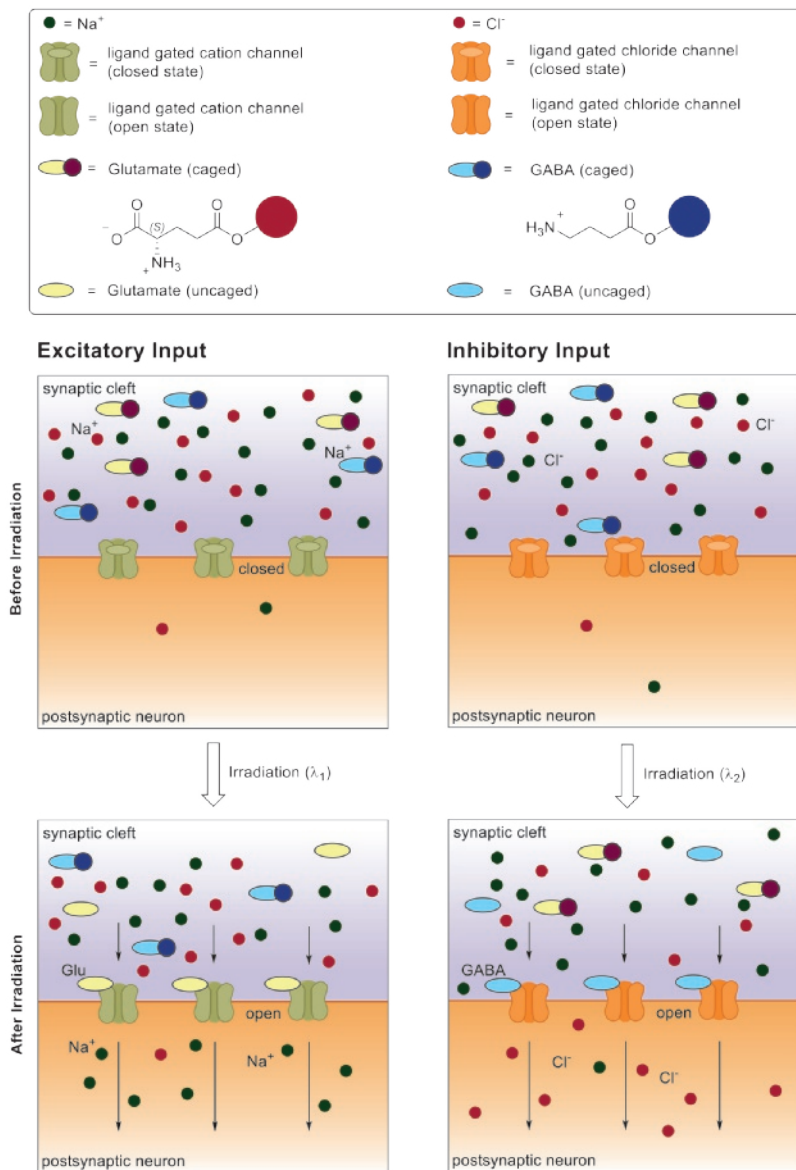 = Na⁺
= ligand gated cation channel
(closed state)
= ligand gated cation channel
(open state)
= Glutamate (caged)
O
O
⁻O
(S)
O
NH₃
+
= Glutamate (uncaged)
= Cl⁻
= ligand gated chloride channel
(closed state)
= ligand gated chloride channel
(open state)
= GABA (caged)
+
H₃N
O
O
= GABA (uncaged)
Excitatory Input
Inhibitory Input
Before Irradiation
synaptic cleft
Na⁺
Na⁺
closed
postsynaptic neuron
synaptic cleft
Cl⁻
Cl⁻
closed
postsynaptic neuron
Irradiation (λ₁)
Irradiation (λ₂)
After Irradiation
synaptic cleft
Glu
open
Na⁺
Na⁺
postsynaptic neuron
synaptic cleft
GABA
open
Cl⁻
Cl⁻
postsynaptic neuron